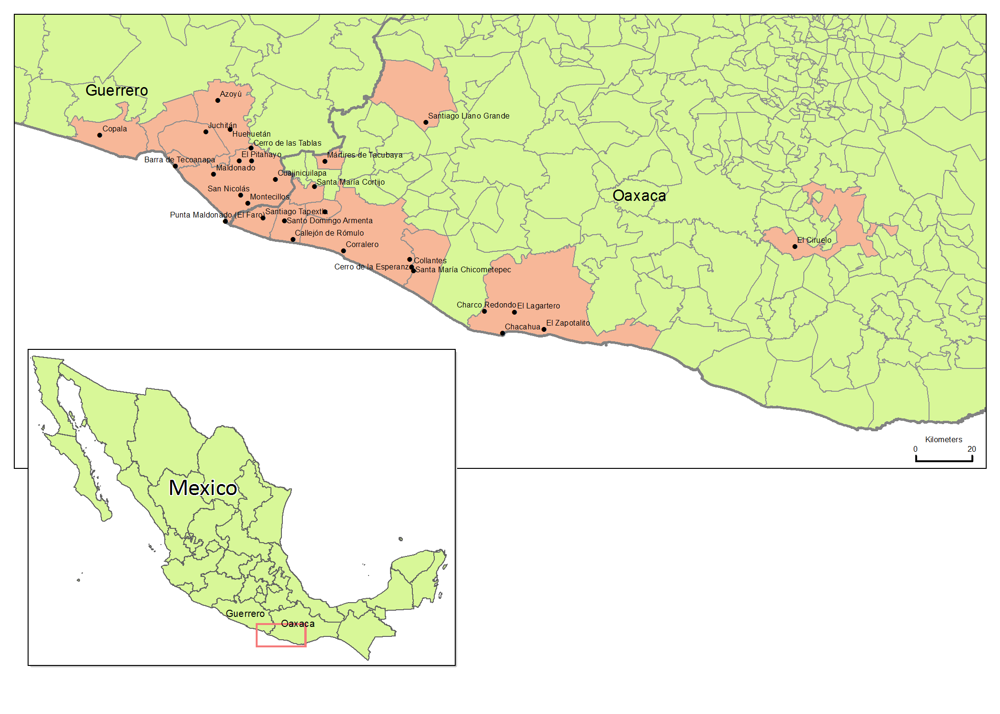 Guerrero
Azoyú
Santiago Llano Grande
Copala
Juchitán
Huehuetán
Cerro de las Tablas
El Pitahayo
Mártires de Tacubaya
Barra de Tecoanapa
Maldonado
Cuajinicuilapa
Santa María Cortijo
San Nicolás
Montecillos
Oaxaca
Punta Maldonado (El Faro)
Santiago Tapextla
Santo Domingo Armenta
Callejón de Rómulo
Corralero
El Ciruelo
Collantes
Cerro de la Esperanz
Santa María Chicometepec
Charco Redondo
El Lagartero
Chacahua
El Zapotalito
Kilometers
0 20
Mexico
Guerrero
Oaxaca